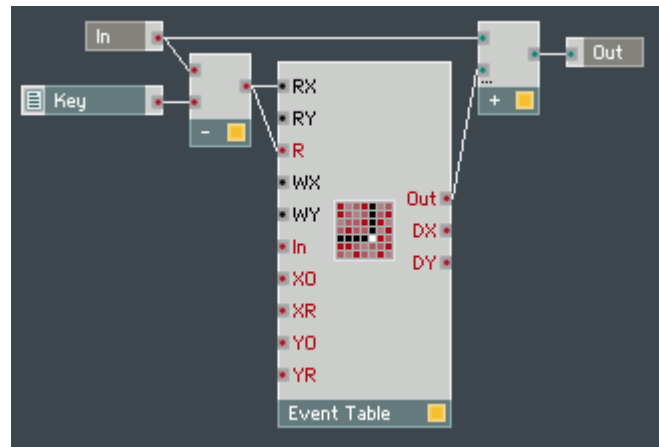 In
Key
-
RX
RY
R
WX
WY
In
XO
XR
YO
YR
Out
DX
DY
Event Table
...
+
Out